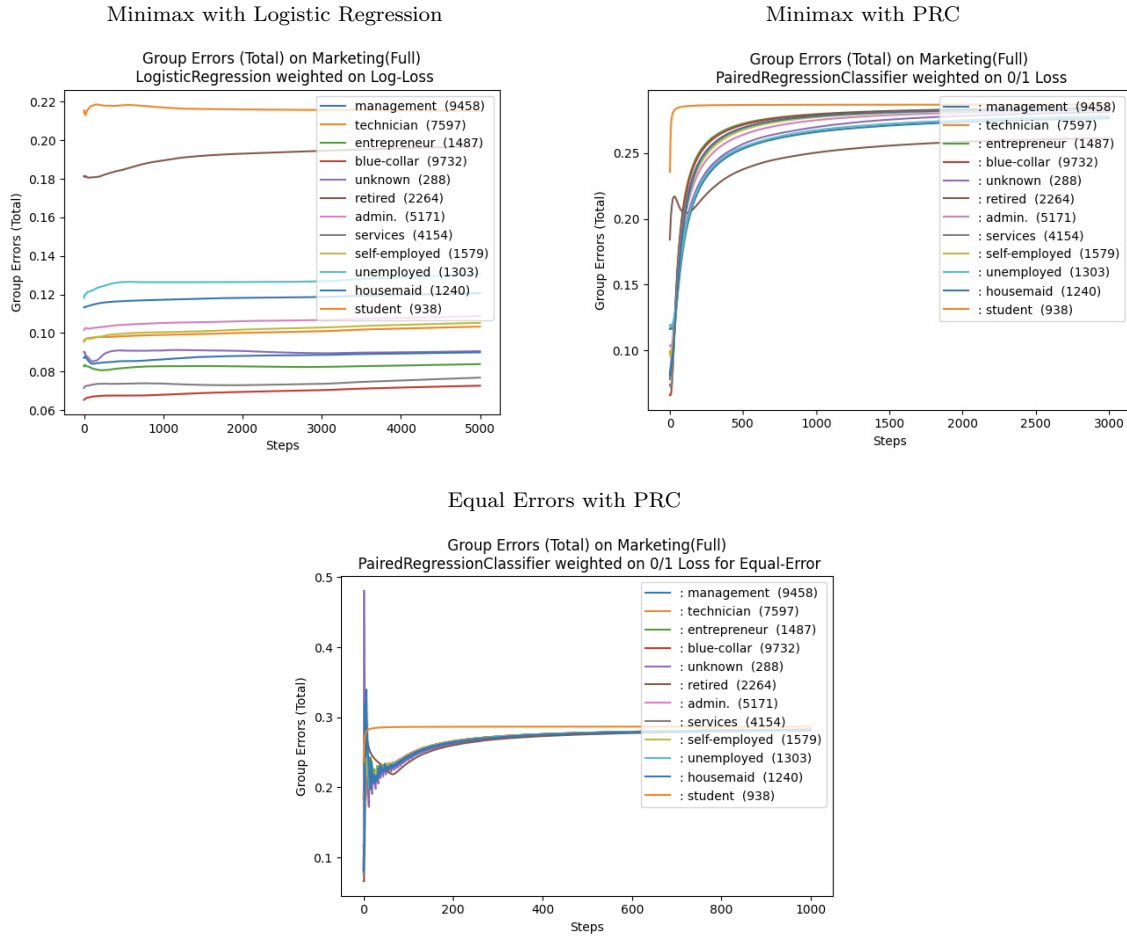 Minimax with Logistic Regression
Group Errors (Total) on Marketing(Full)
LogisticRegression weighted on Log-Loss
Group Errors (Total)
0.22
0.20
0.18
0.16
0.14
0.12
0.10
0.08
0.06
management (9458)
technician (7597)
entrepreneur (1487)
blue-collar (9732)
unknown (288)
retired (2264)
admin. (5171)
services (4154)
self-employed (1579)
unemployed (1303)
housemaid (1240)
student (938)
0 1000 2000 3000 4000 5000
Steps
Minimax with PRC
Group Errors (Total) on Marketing(Full)
PairedRegressionClassifier weighted on 0/1 Loss
Group Errors (Total)
0.25
0.20
0.15
0.10
: management (9458)
: technician (7597)
: entrepreneur (1487)
: blue-collar (9732)
: unknown (288)
: retired (2264)
: admin. (5171)
: services (4154)
: self-employed (1579)
: unemployed (1303)
: housemaid (1240)
: student (938)
0 500 1000 1500 2000 2500 3000
Steps
Equal Errors with PRC
Group Errors (Total) on Marketing(Full)
PairedRegressionClassifier weighted on 0/1 Loss for Equal-Error
Group Errors (Total)
0.5
0.4
0.3
0.2
0.1
: management (9458)
: technician (7597)
: entrepreneur (1487)
: blue-collar (9732)
: unknown (288)
: retired (2264)
: admin. (5171)
: services (4154)
: self-employed (1579)
: unemployed (1303)
: housemaid (1240)
: student (938)
0 200 400 600 800 1000
Steps